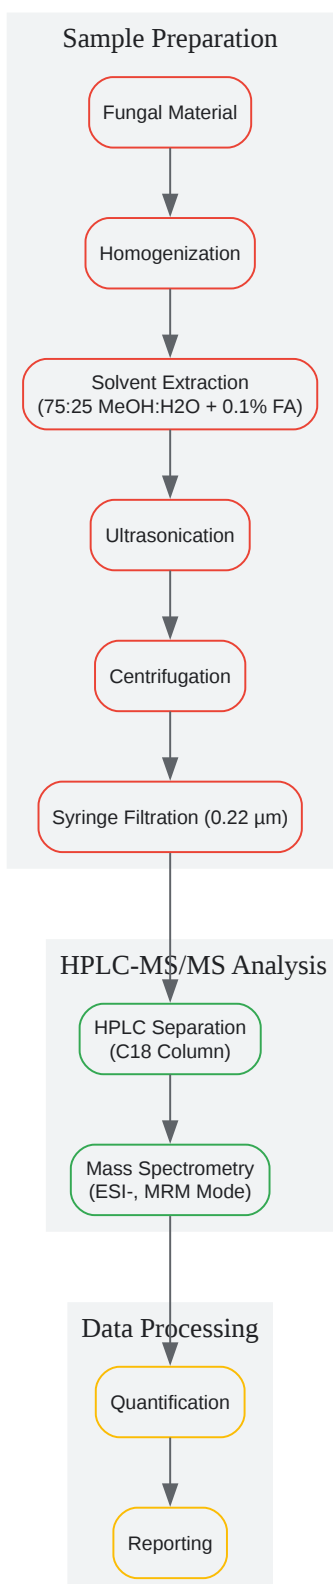 Sample Preparation
Fungal Material
Homogenization
Solvent Extraction
(75:25 MeOH:H2O + 0.1% FA)
Ultrasonication
Centrifugation
Syringe Filtration (0.22 µm)
HPLC-MS/MS Analysis
HPLC Separation
(C18 Column)
Mass Spectrometry
(ESI-, MRM Mode)
Data Processing
Quantification
Reporting